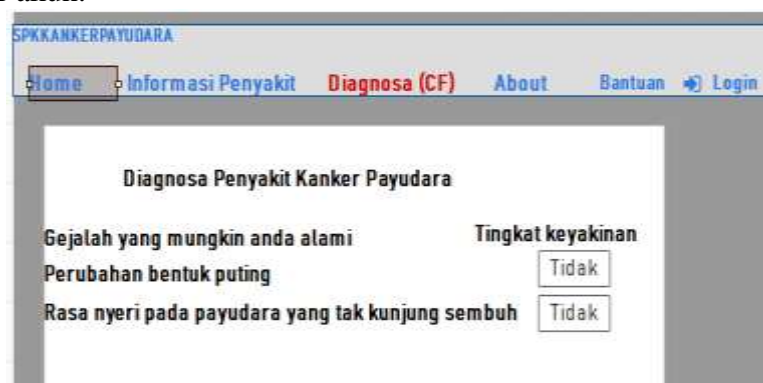 SPKKANKERPAYUDARA
Home Informasi Penyakit Diagnosa (CF) About Bantuan Login
Diagnosa Penyakit Kanker Payudara
Gejalah yang mungkin anda alami Tingkat keyakinan
Perubahan bentuk puting Tidak
Rasa nyeri pada payudara yang tak kunjung sembuh Tidak